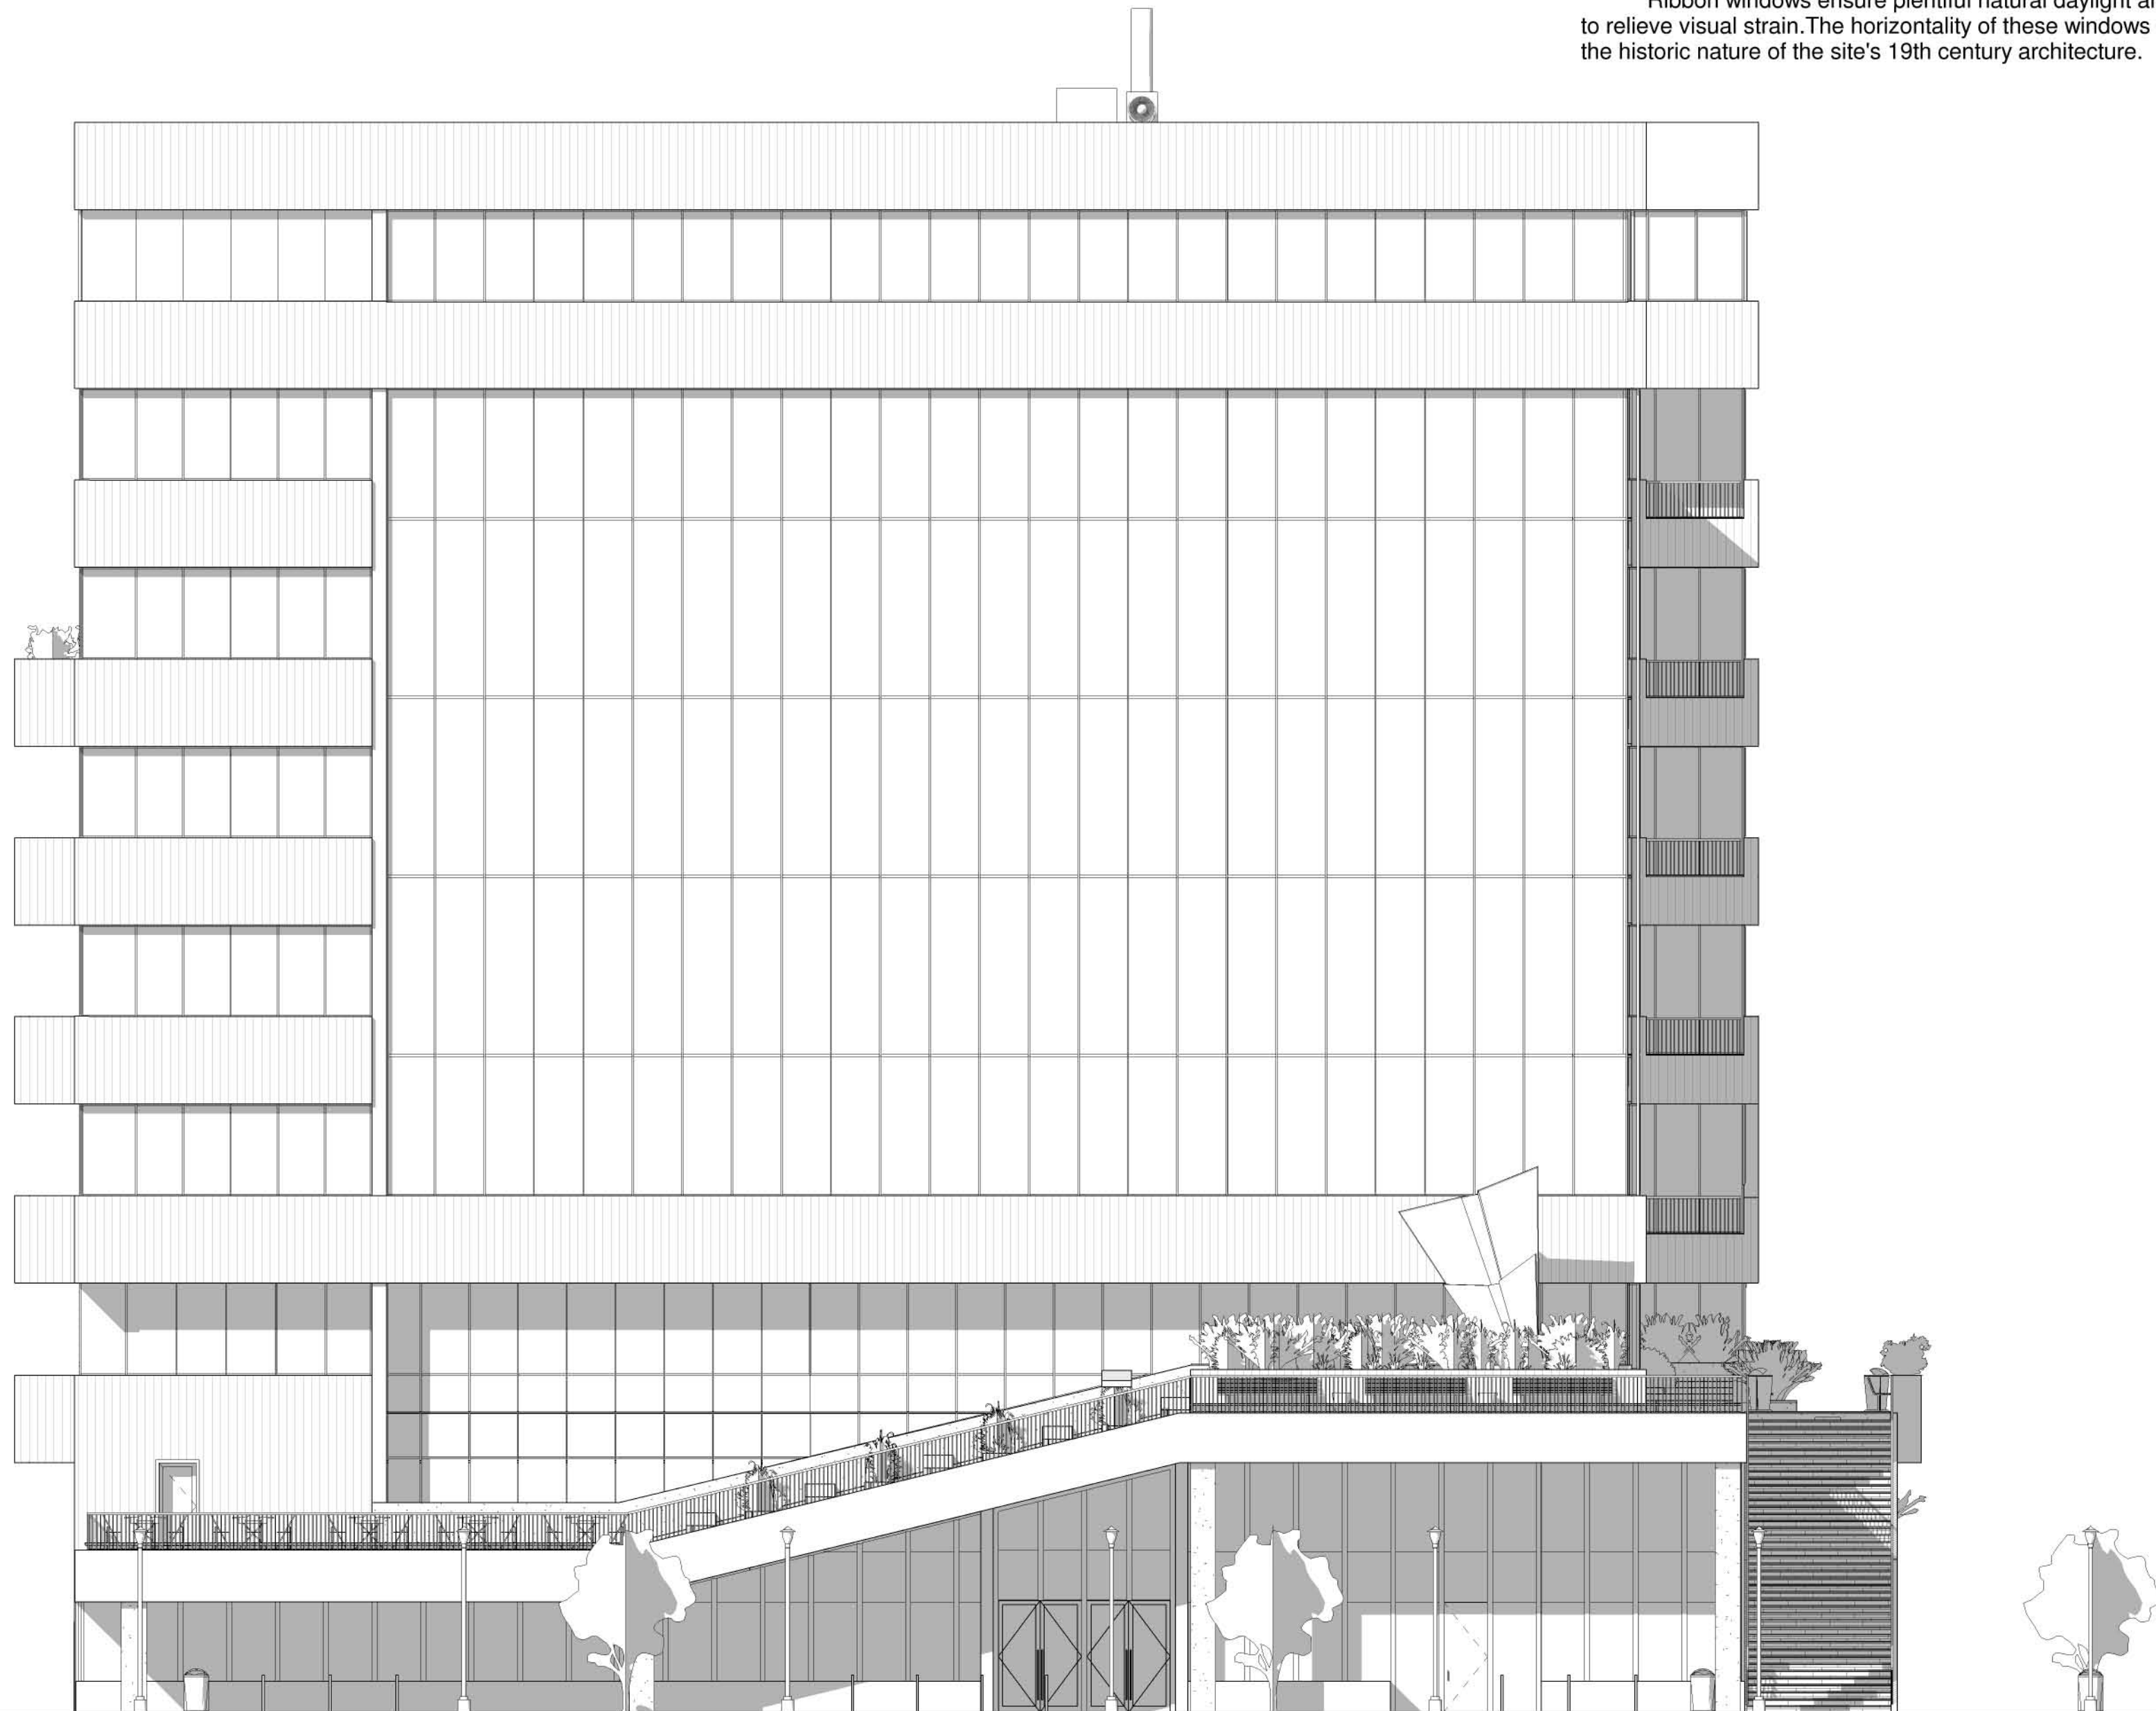 Ribbon windows ensure plentiful natural daylight
to relieve visual strain.The horizontality of these windows
the historic nature of the site's 19th century architecture.